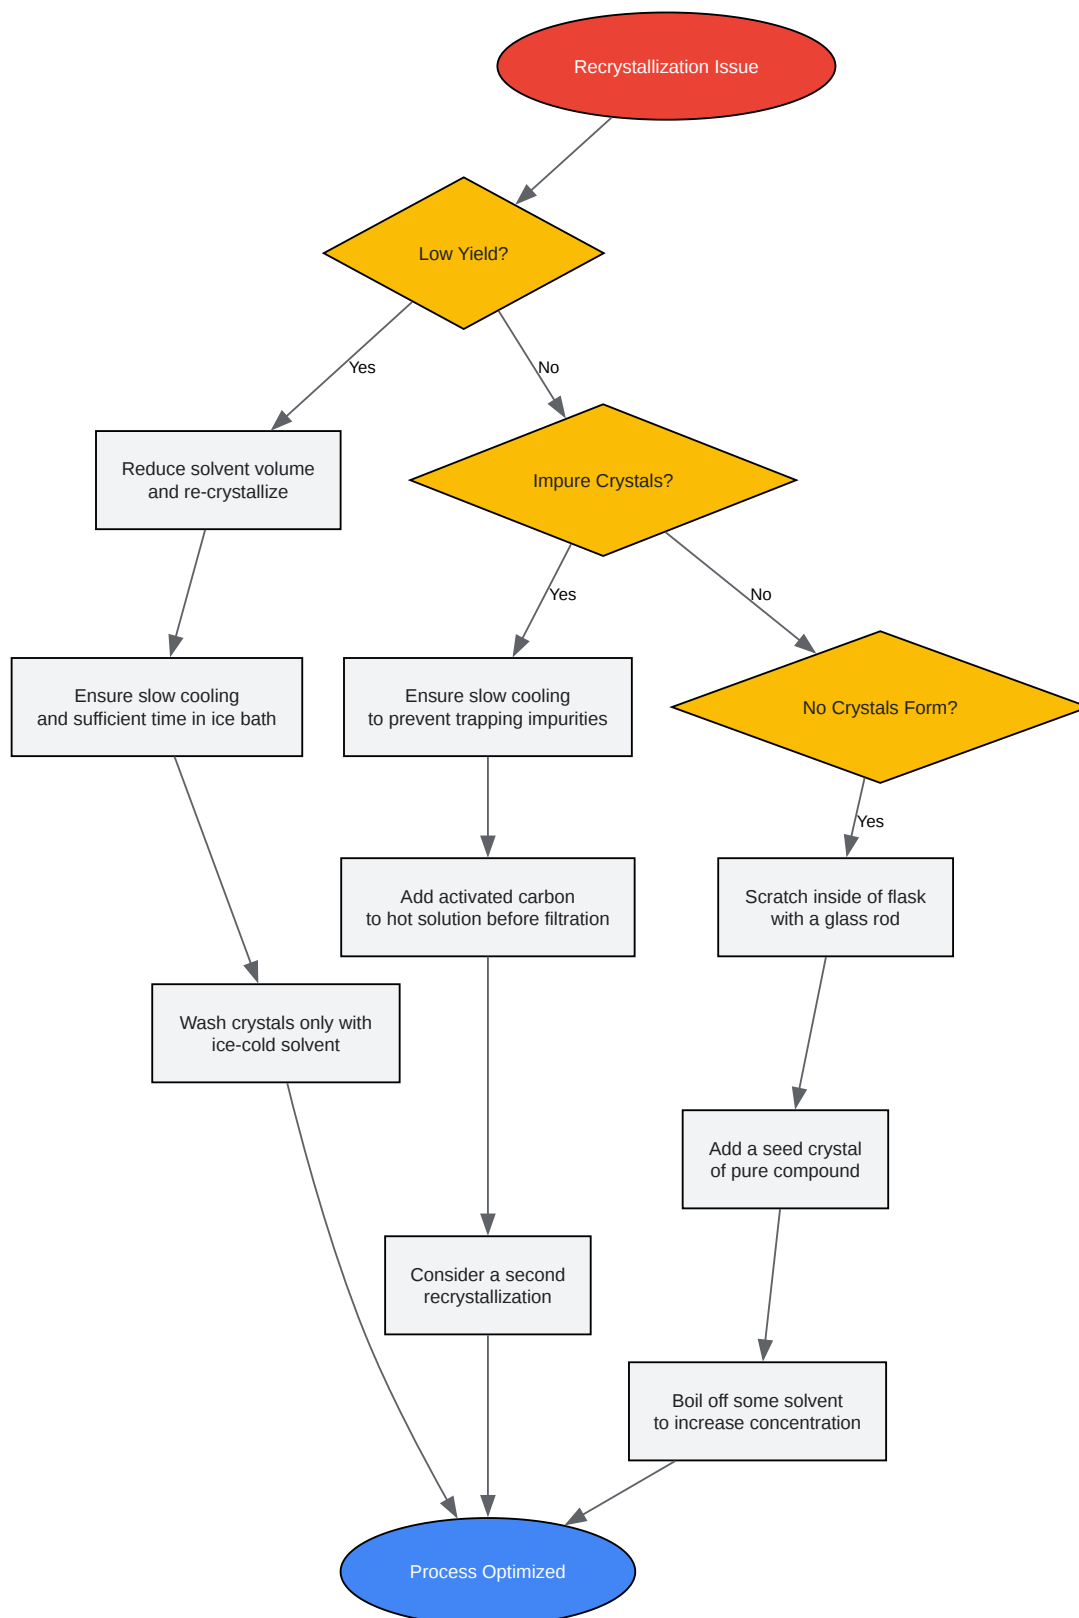 Recrystallization Issue
Low Yield?
Yes
No
Reduce solvent volume
and re-crystallize
Impure Crystals?
Yes
No
Ensure slow cooling
and sufficient time in ice bath
Ensure slow cooling
to prevent trapping impurities
No Crystals Form?
Yes
Add activated carbon
to hot solution before filtration
Scratch inside of flask
with a glass rod
Wash crystals only with
ice-cold solvent
Add a seed crystal
of pure compound
Consider a second
recrystallization
Boil off some solvent
to increase concentration
Process Optimized